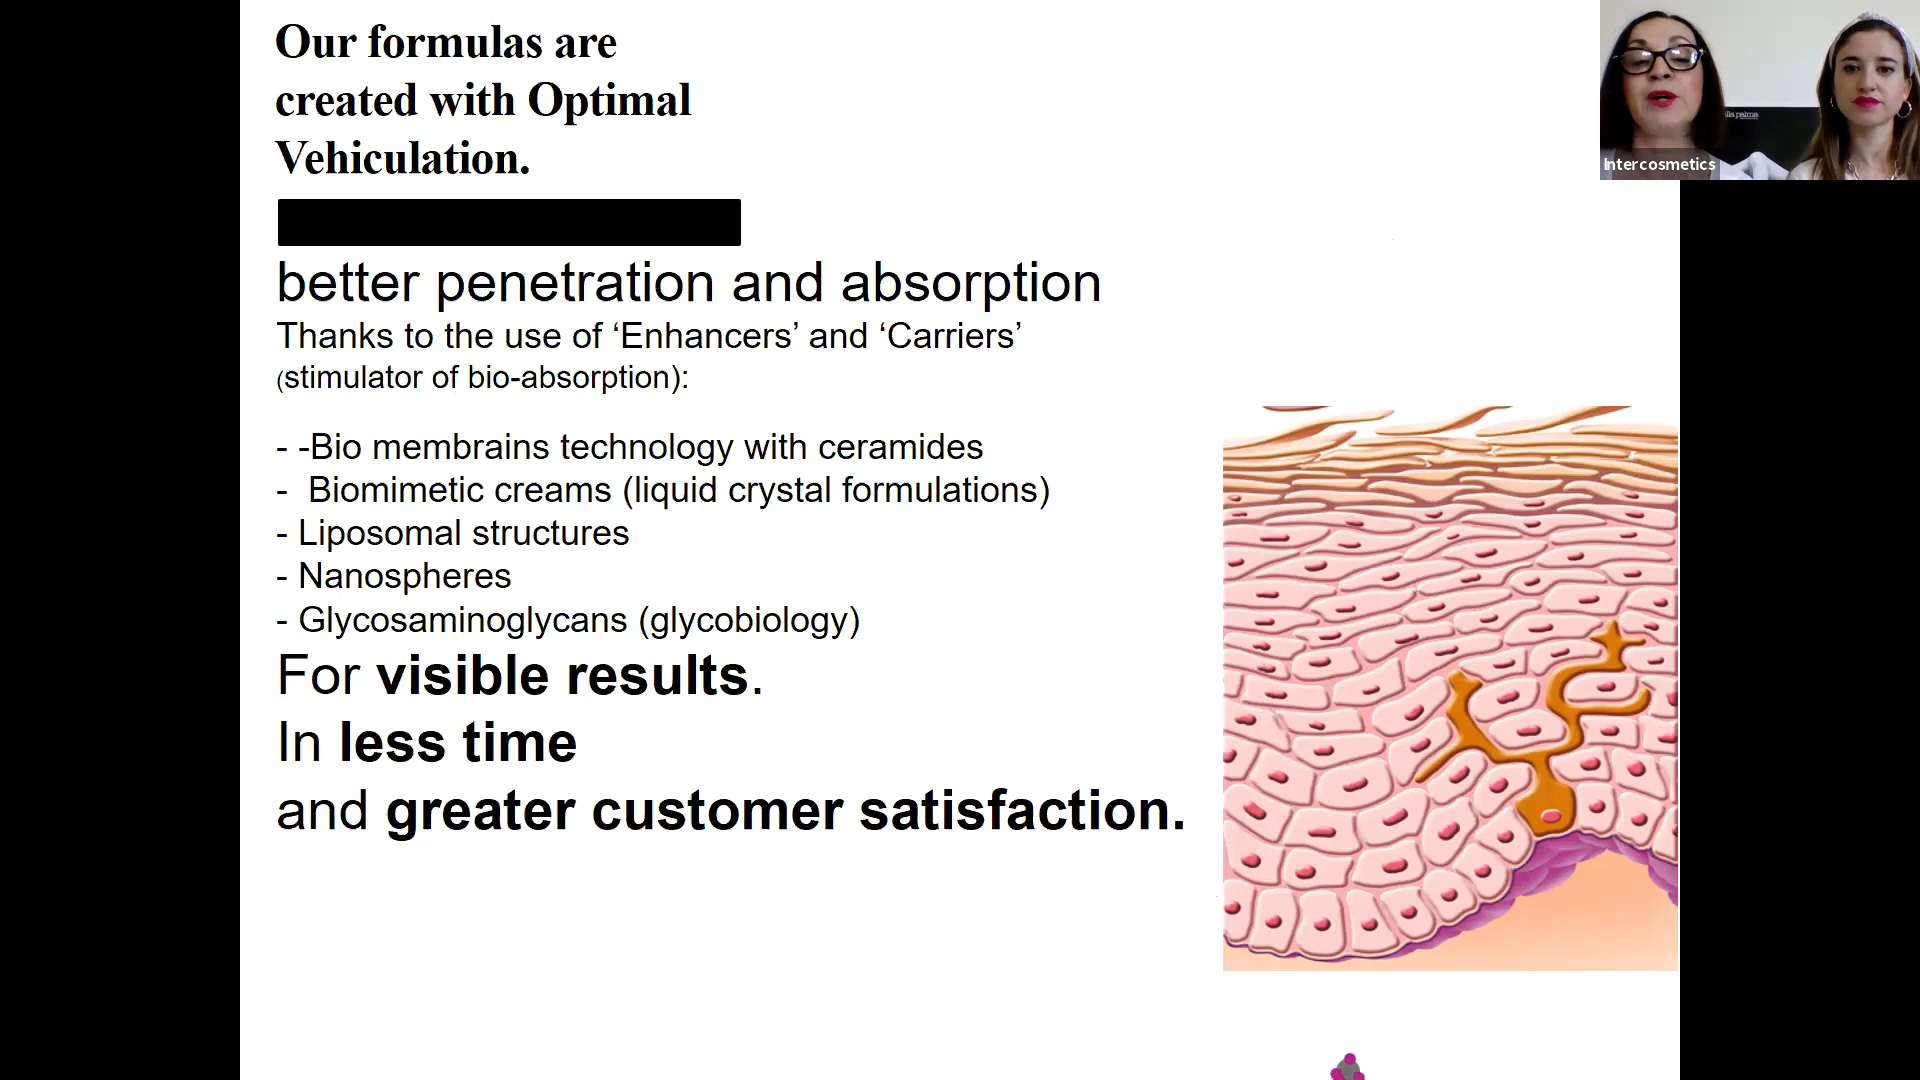 Our formulas are
created with Optimal
Vehiculation.
better penetration and absorption
Thanks to the use of ‘Enhancers’ and ‘Carriers’
(stimulator of bio-absorption):
- -Bio membrains technology with ceramides
- Biomimetic creams (liquid crystal formulations)
- Liposomal structures
- Nanospheres
- Glycosaminoglycans (glycobiology)
For visible results.
In less time
and greater customer satisfaction.
palma
Intercosmetics